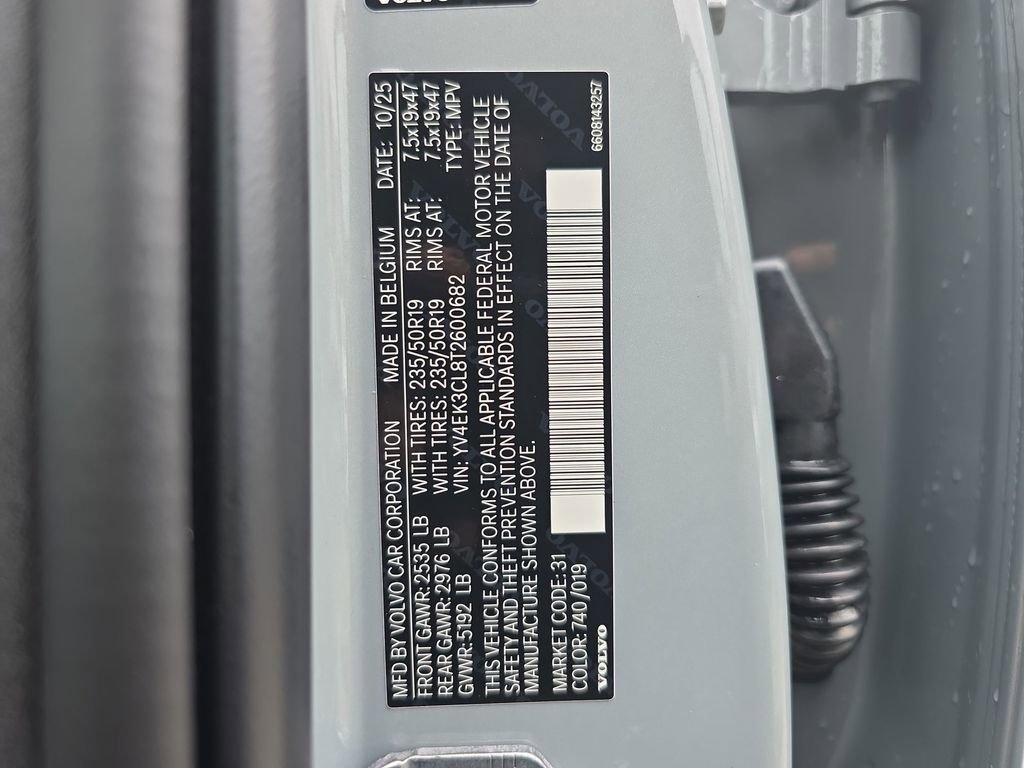 VOLVO
MFD BY VOLVO CAR CORPORATION MADE IN BELGIUM DATE: 10/25
FRONT GAWR: 2535 LB WITH TIRES: 235/50R19 RIMS AT: 7.5x19x47
REAR GAWR: 2976 LB WITH TIRES: 235/50R19 RIMS AT: 7.5x19x47
GVWR: 5192 LB VIN: YV4EK3CL8T2600682 TYPE: MPV
THIS VEHICLE CONFORMS TO ALL APPLICABLE FEDERAL MOTOR VEHICLE
SAFETY AND THEFT PREVENTION STANDARDS IN EFFECT ON THE DATE OF
MANUFACTURE SHOWN ABOVE.
MARKET CODE: 31
COLOR: 740 /019
VOLVO
6608143257